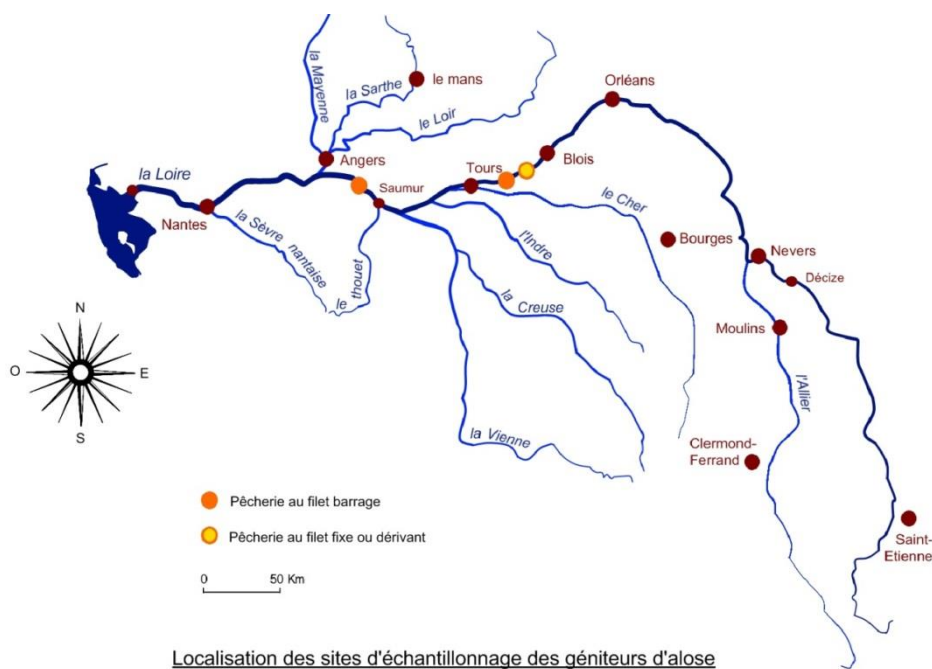 la Mayenne
la Sarthe
le mans
le Loir
Orléans
Angers
Tours
Blois
la Loire
Saumur
le Cher
Nantes
la Sèvre nantaise
le thouet
l'Indre
Bourges
Nevers
Décize
la Creuse
Moulins
l'Allier
N
O
E
S
la Vienne
Clermond-
Ferrand
Saint-
Etienne
Pêcherie au filet barrage
Pêcherie au filet fixe ou dérivant
0 50 Km
Localisation des sites d'échantillonnage des géniteurs d'alose